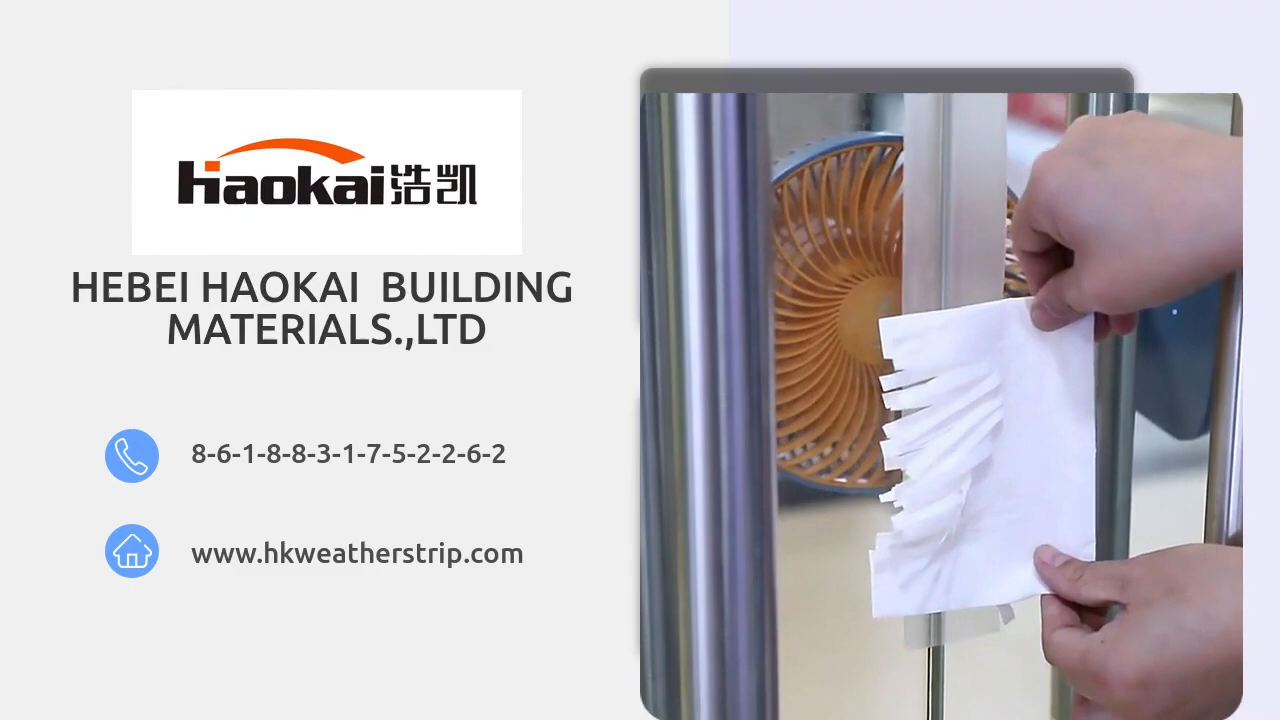 Haokai浩凯
HEBEI HAOKAI BUILDING
MATERIALS.,LTD
8-6-1-8-8-3-1-7-5-2-2-6-2
www.hkweatherstrip.com